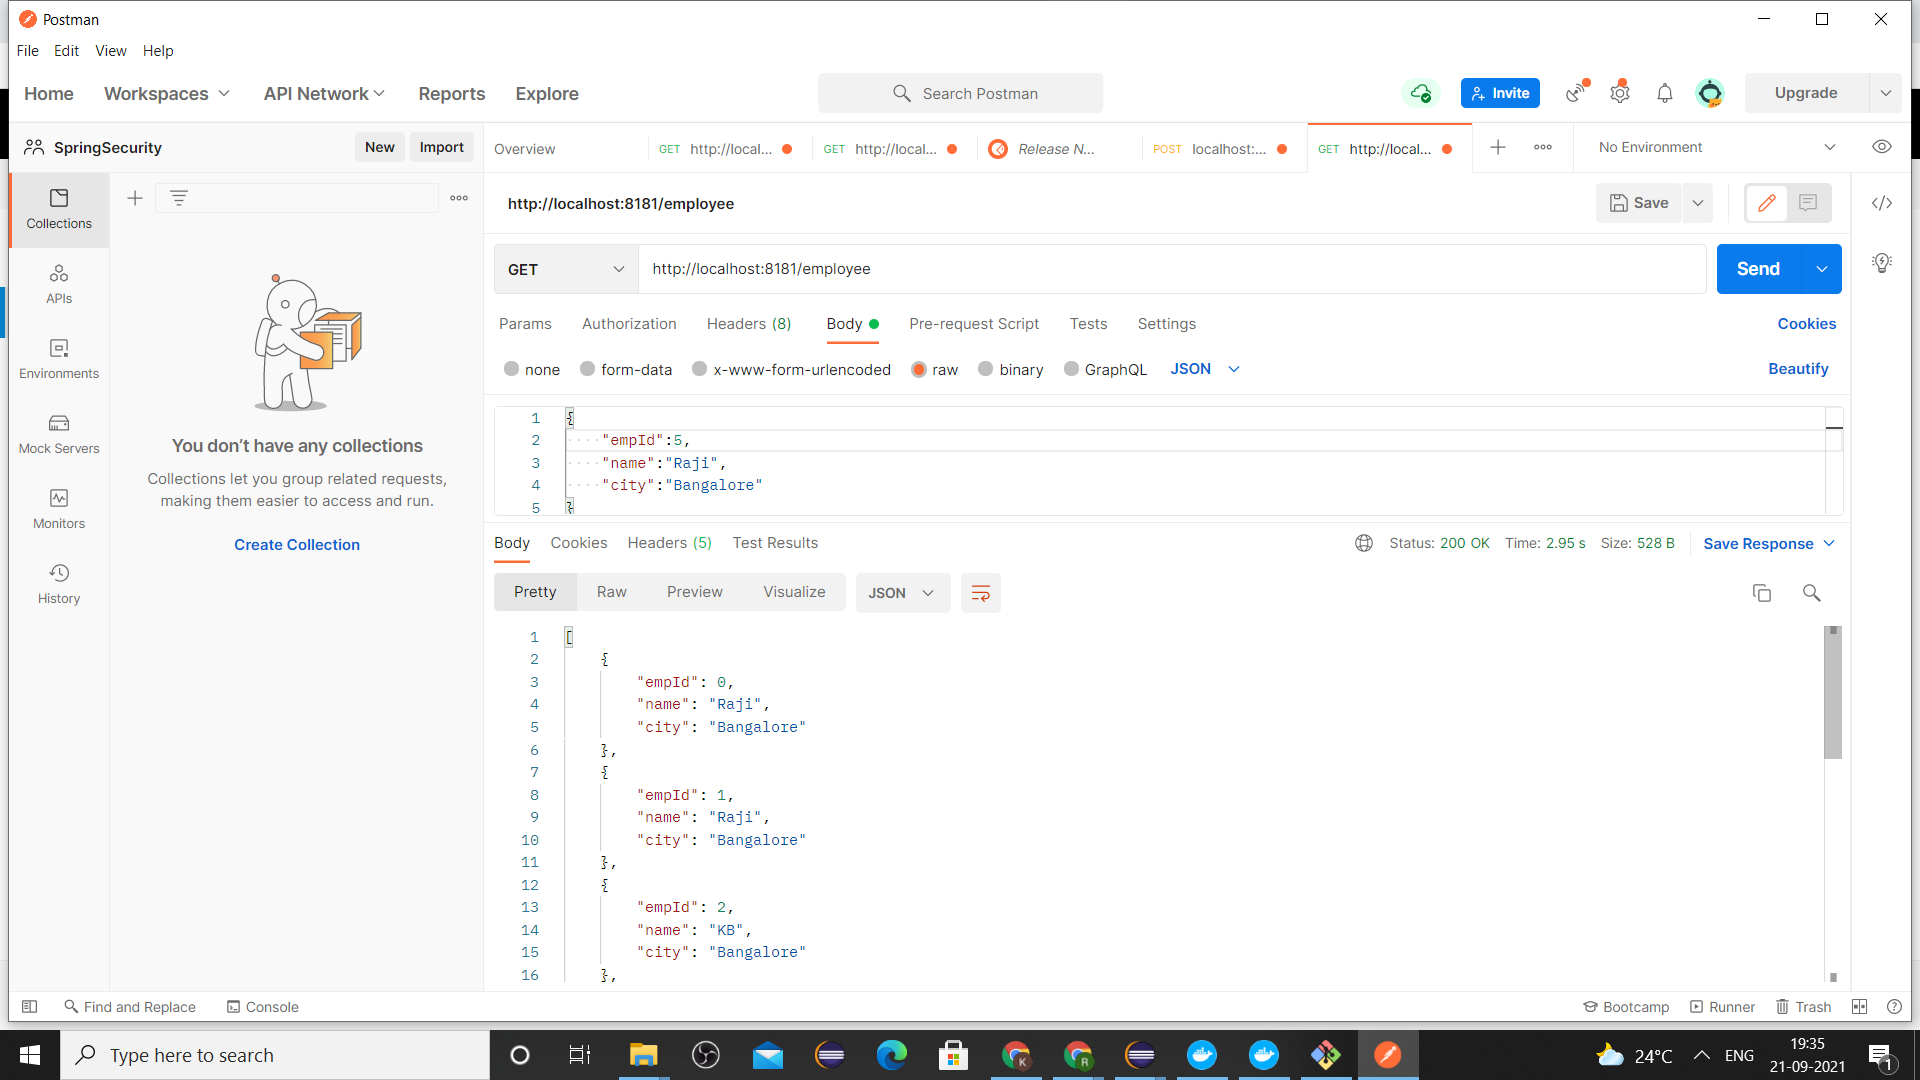 Postman
File Edit View Help
Home Workspaces API Network Reports Explore Search Postman Invite Upgrade
SpringSecurity New Import
Overview GET http://local... GET http://local... Release N... POST localhost:... GET http://local... No Environment
Collections
APIs
Environments
Mock Servers
Monitors
History
You don't have any collections
Collections let you group related requests,
making them easier to access and run.
Create Collection
http://localhost:8181/employee Save
GET http://localhost:8181/employee Send
Params Authorization Headers (8) Body Pre-request Script Tests Settings Cookies
none form-data x-www-form-urlencoded raw binary GraphQL JSON Beautify
1 {
2 "empId":5,
3 "name":"Raji",
4 "city":"Bangalore"
5 }
Body Cookies Headers (5) Test Results Status: 200 OK Time: 2.95 s Size: 528 B Save Response
Pretty Raw Preview Visualize JSON
1 [
2 {
3 "empId": 0,
4 "name": "Raji",
5 "city": "Bangalore"
6 },
7 {
8 "empId": 1,
9 "name": "Raji",
10 "city": "Bangalore"
11 },
12 {
13 "empId": 2,
14 "name": "KB",
15 "city": "Bangalore"
16 },
Find and Replace Console Bootcamp Runner Trash
Type here to search K R 24°C ENG 19:35
21-09-2021 1